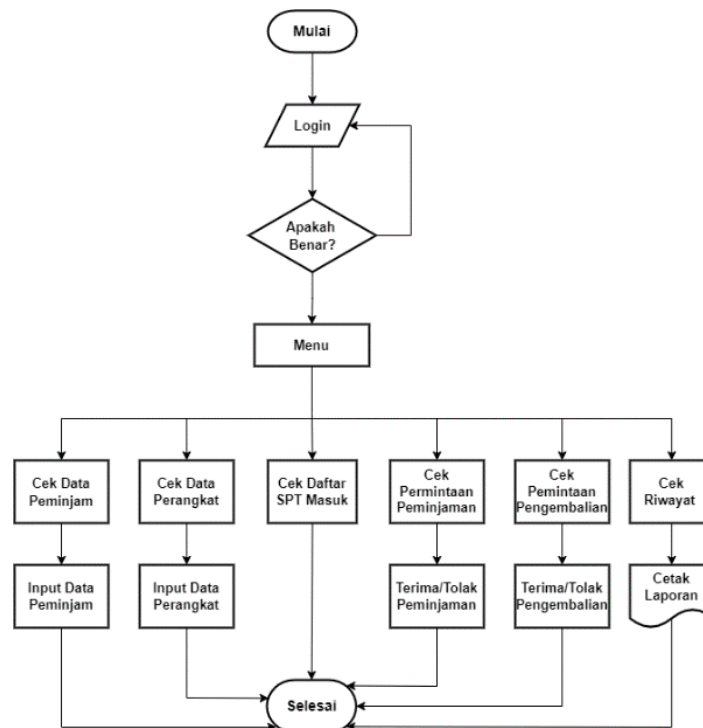 Mulai
Login
Apakah
Benar?
Menu
Cek Data
Peminjam
Cek Data
Perangkat
Cek Daftar
SPT Masuk
Cek
Permintaan
Peminjaman
Cek
Pemintaan
Pengembalian
Cek
Riwayat
Input Data
Peminjam
Input Data
Perangkat
Terima/Tolak
Peminjaman
Terima/Tolak
Pengembalian
Cetak
Laporan
Selesai